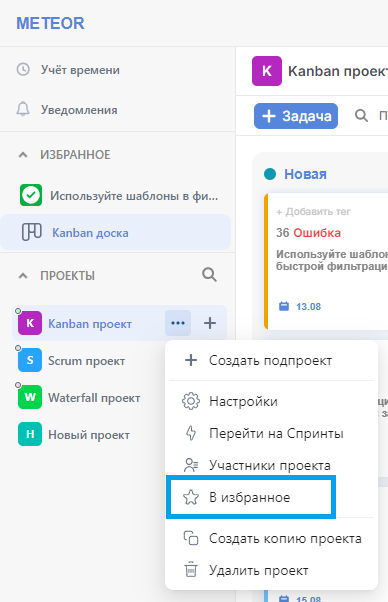 METEOR
Учёт времени
Уведомления
ИЗБРАННОЕ
Используйте шаблоны в фи...
Kanban доска
ПРОЕКТЫ
K Kanban проект
S Scrum проект
W Waterfall проект
Н Новый проект
K Kanban проект
+ Задача
Новая
+ Добавить тег
36 Ошибка
Используйте
быстрой фильтраци
13.08
Создать подпроект
Настройки
Перейти на Спринты
Участники проекта
В избранное
Создать копию проекта
Удалить проект
15.08